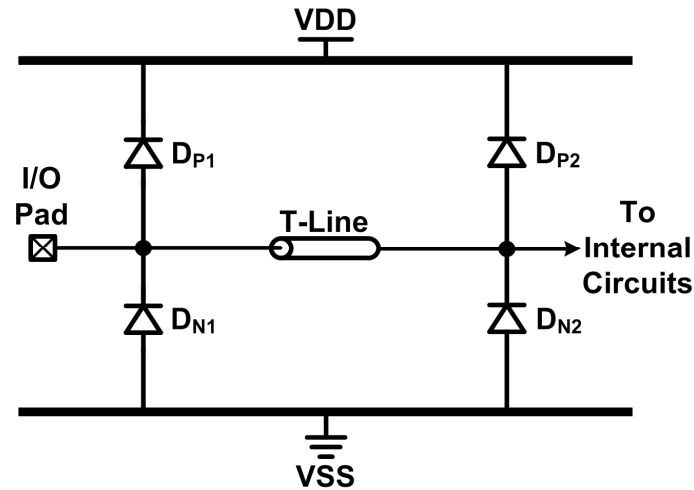 VDD
DP1
DP2
I/O
Pad
T-Line
To
Internal
Circuits
DN1
DN2
VSS